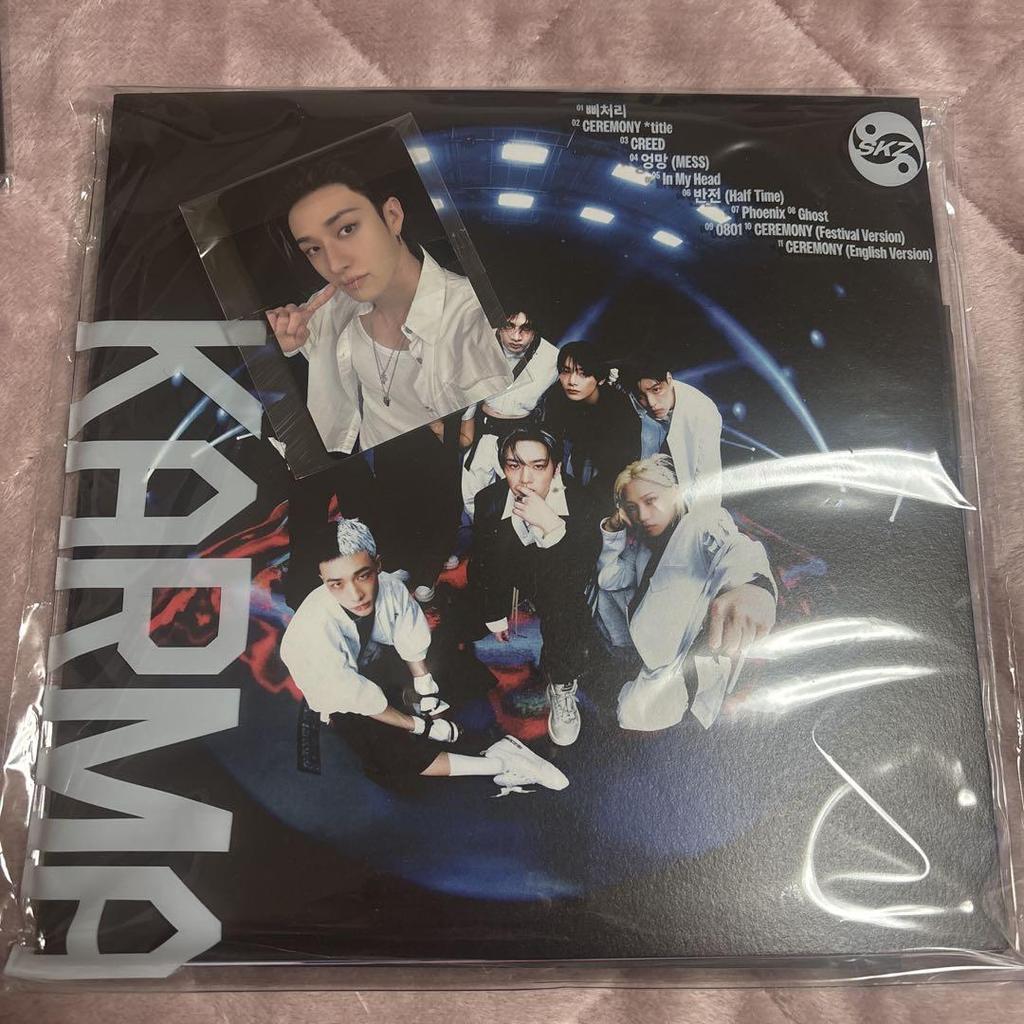 01 삐처리
02 CEREMONY *title
03 CREED
04 엉망 (MESS)
05 In My Head
06 반전 (Half Time)
07 Phoenix 08 Ghost
09 0801 10 CEREMONY (Festival Version)
11 CEREMONY (English Version)
SKZ
KARMA